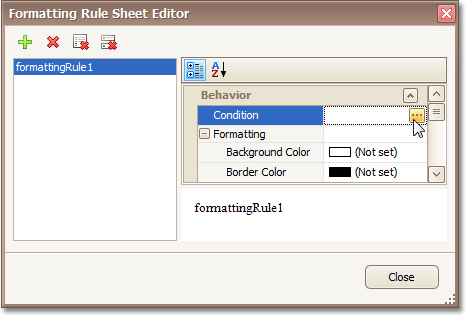 Formatting Rule Sheet Editor
formattingRule1
Behavior
Condition
Formatting
Background Color (Not set)
Border Color (Not set)
formattingRule1
Close